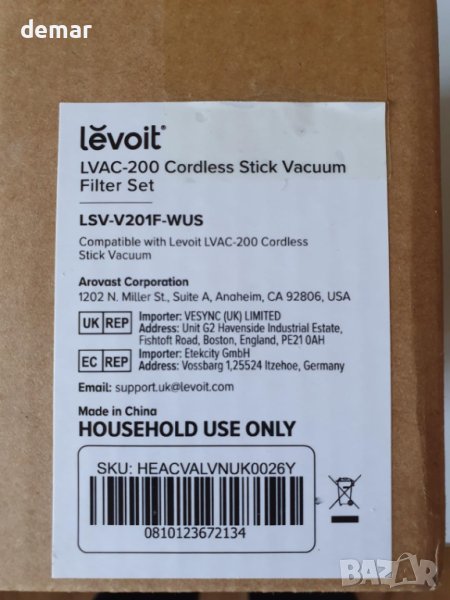 demar
levoit®
LVAC-200 Cordless Stick Vacuum
Filter Set
LSV-V201F-WUS
Compatible with Levoit LVAC-200 Cordless
Stick Vacuum
Arovast Corporation
1202 N. Miller St., Suite A, Anaheim, CA 92806, USA
UK REP
Importer: VESYNC (UK) LIMITED
Address: Unit G2 Havenside Industrial Estate,
Fishtoft Road, Boston, England, PE21 0AH
EC REP
Importer: Etekcity GmbH
Address: Vossbarg 1,25524 Itzehoe, Germany
Email: support.uk@levoit.com
Made in China
HOUSEHOLD USE ONLY
SKU: HEACVALVNUK0026Y
0810123672134
bazar